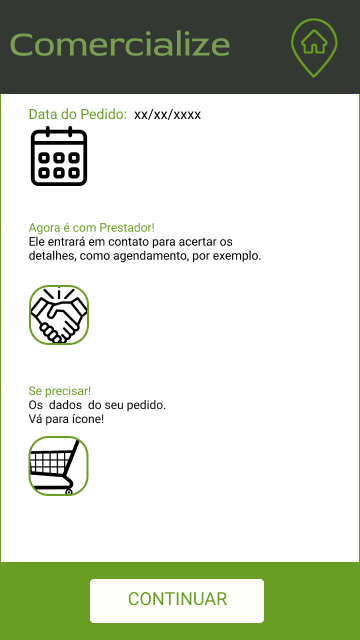 Comercialize
Data do Pedido: xx/xx/xxxx
Agora é com Prestador!
Ele entrará em contato para acertar os
detalhes, como agendamento, por exemplo.
Se precisar!
Os dados do seu pedido.
Vá para ícone!
CONTINUAR